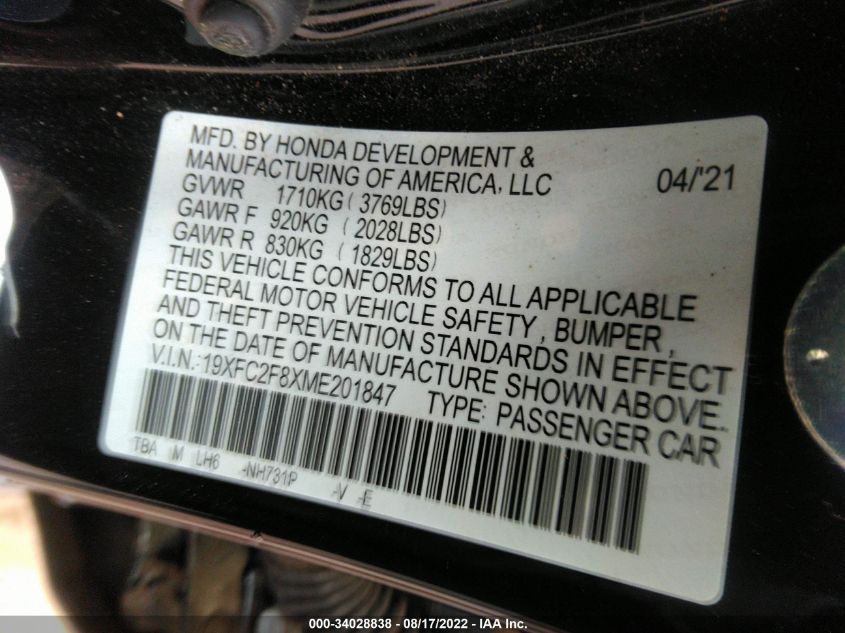 MFD. BY HONDA DEVELOPMENT &
MANUFACTURING OF AMERICA, LLC 04/'21
GVWR 1710KG ( 3769LBS)
GAWR F 920KG ( 2028LBS)
GAWR R 830KG ( 1829LBS)
THIS VEHICLE CONFORMS TO ALL APPLICABLE
FEDERAL MOTOR VEHICLE SAFETY, BUMPER,
AND THEFT PREVENTION STANDARDS IN EFFECT
ON THE DATE OF MANUFACTURE SHOWN ABOVE.
V.I.N.:19XFC2F8XME201847 TYPE: PASSENGER CAR
TBA M LH6 -NH731P -V -E
000-34028838 - 08/17/2022 - IAA Inc.